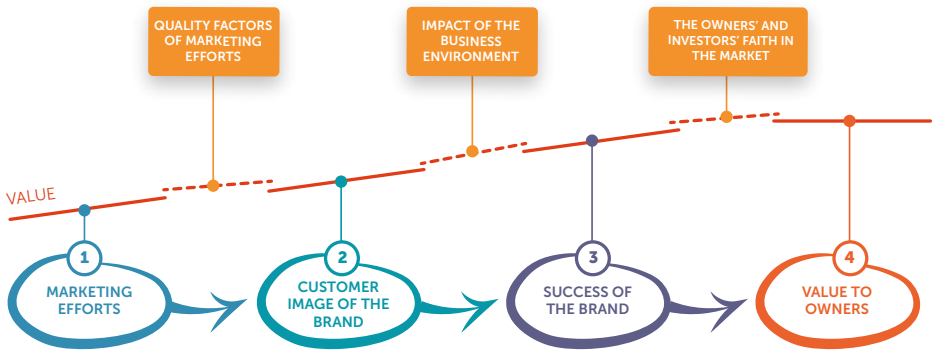 QUALITY FACTORS
OF MARKETING
EFFORTS
IMPACT OF THE
BUSINESS
ENVIRONMENT
THE OWNERS' AND
INVESTORS' FAITH IN
THE MARKET
VALUE
1
MARKETING
EFFORTS
2
CUSTOMER
IMAGE OF THE
BRAND
3
SUCCESS OF
THE BRAND
4
VALUE TO
OWNERS